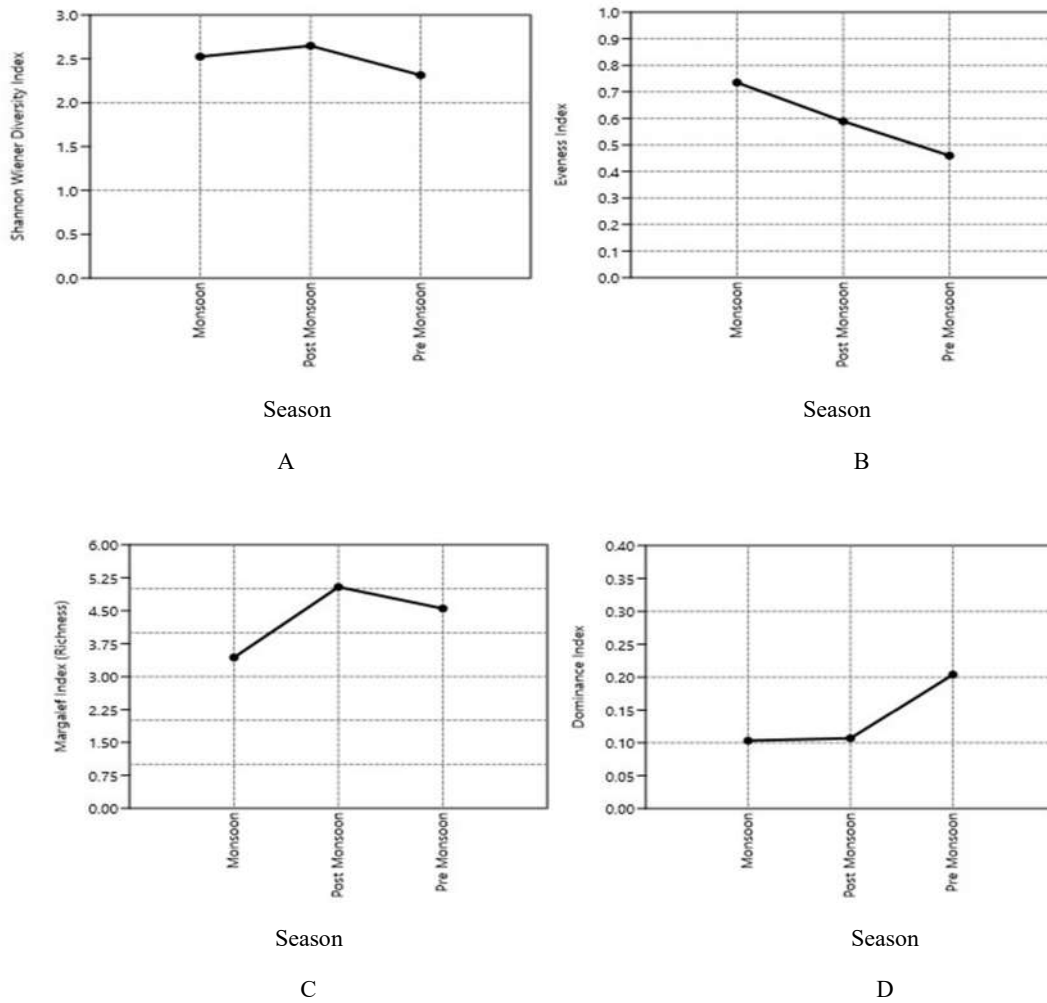 Shannon Wiener Diversity Index
3.0
2.5
2.0
1.5
1.0
0.5
0.0
Monsoon
Post Monsoon
Pre Monsoon
Season
A
Eveness Index
1.0
0.9
0.8
0.7
0.6
0.5
0.4
0.3
0.2
0.1
0.0
Monsoon
Post Monsoon
Pre Monsoon
Season
B
Margalef Index (Richness)
6.00
5.25
4.50
3.75
3.00
2.25
1.50
0.75
0.00
Monsoon
Post Monsoon
Pre Monsoon
Season
C
Dominance Index
0.40
0.35
0.30
0.25
0.20
0.15
0.10
0.05
0.00
Monsoon
Post Monsoon
Pre Monsoon
Season
D